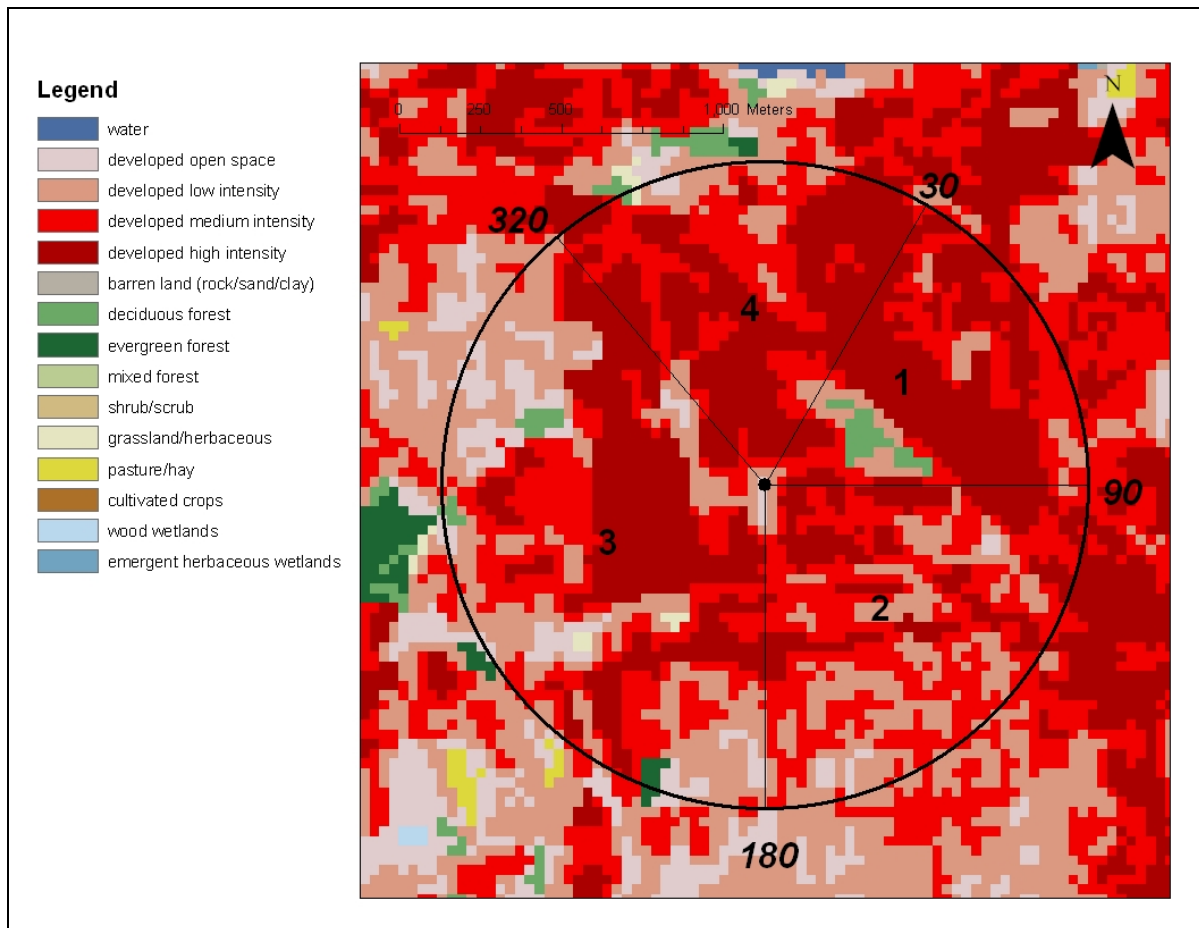 Legend
water
developed open space
developed low intensity
developed medium intensity
developed high intensity
barren land (rock/sand/clay)
deciduous forest
evergreen forest
mixed forest
shrub/scrub
grassland/herbaceous
pasture/hay
cultivated crops
wood wetlands
emergent herbaceous wetlands
N
0 250 500 1,000 Meters
30
320
4
1
90
3
2
180